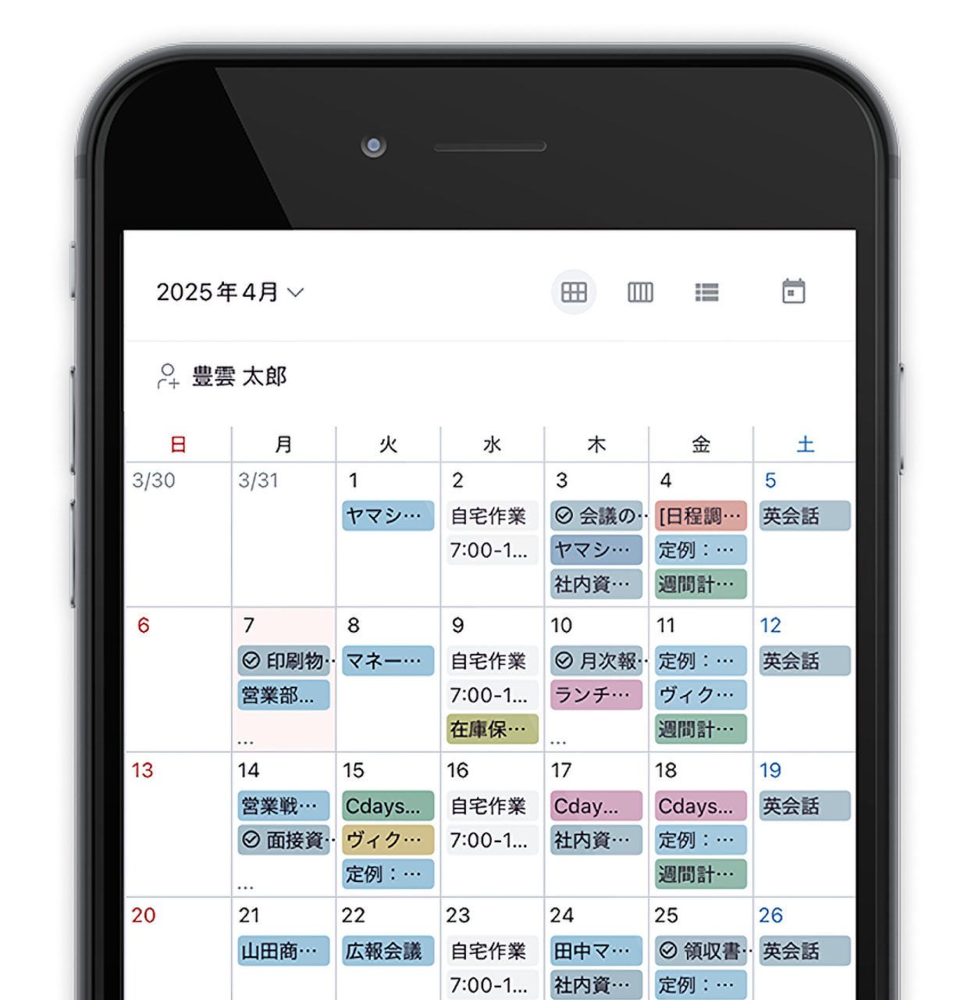 2025年4月
豊雲 太郎
日 月 火 水 木 金 土
3/30 3/31 1 2 3 4 5
ヤマシ… 自宅作業 会議の… [日程調… 英会話
7:00-1... ヤマシ… 定例：…
社内資… 週間計…
6 7 8 9 10 11 12
印刷物… マネー… 自宅作業 月次報… 定例：… 英会話
営業部... 7:00-1... ランチ… ヴィク…
... 在庫保… ... 週間計…
13 14 15 16 17 18 19
営業戦… Cdays... 自宅作業 Cday... Cdays... 英会話
面接資… ヴィク… 7:00-1... 社内資… 定例：…
... 定例：… 週間計…
20 21 22 23 24 25 26
山田商… 広報会議 自宅作業 田中マ… 領収書… 英会話
7:00-1... 社内資… 定例：…